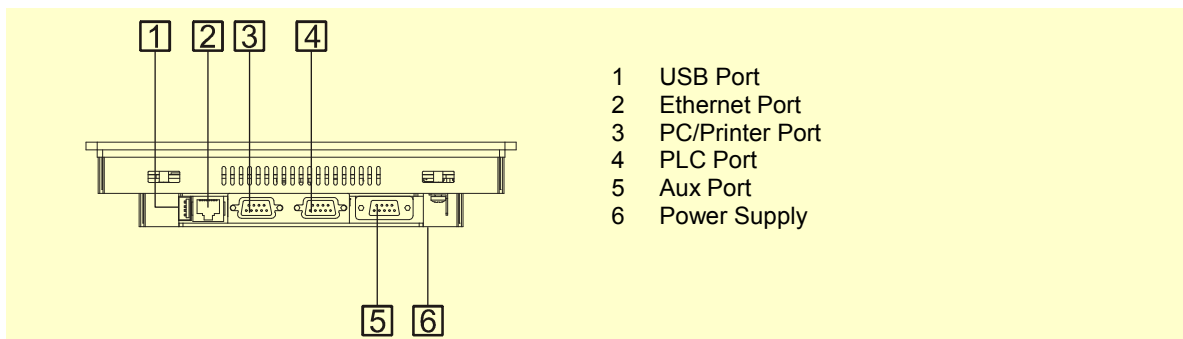 1 2 3 4
1 USB Port
2 Ethernet Port
3 PC/Printer Port
4 PLC Port
5 Aux Port
6 Power Supply
5 6